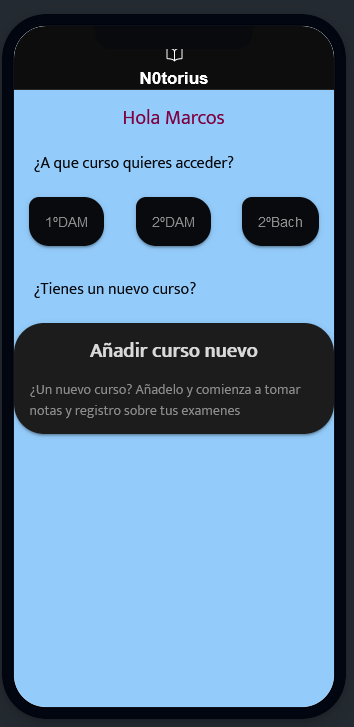 N0torius
Hola Marcos
¿A que curso quieres acceder?
1ºDAM 2ºDAM 2ºBach
¿Tienes un nuevo curso?
Añadir curso nuevo
¿Un nuevo curso? Añadelo y comienza a tomar
notas y registro sobre tus examenes